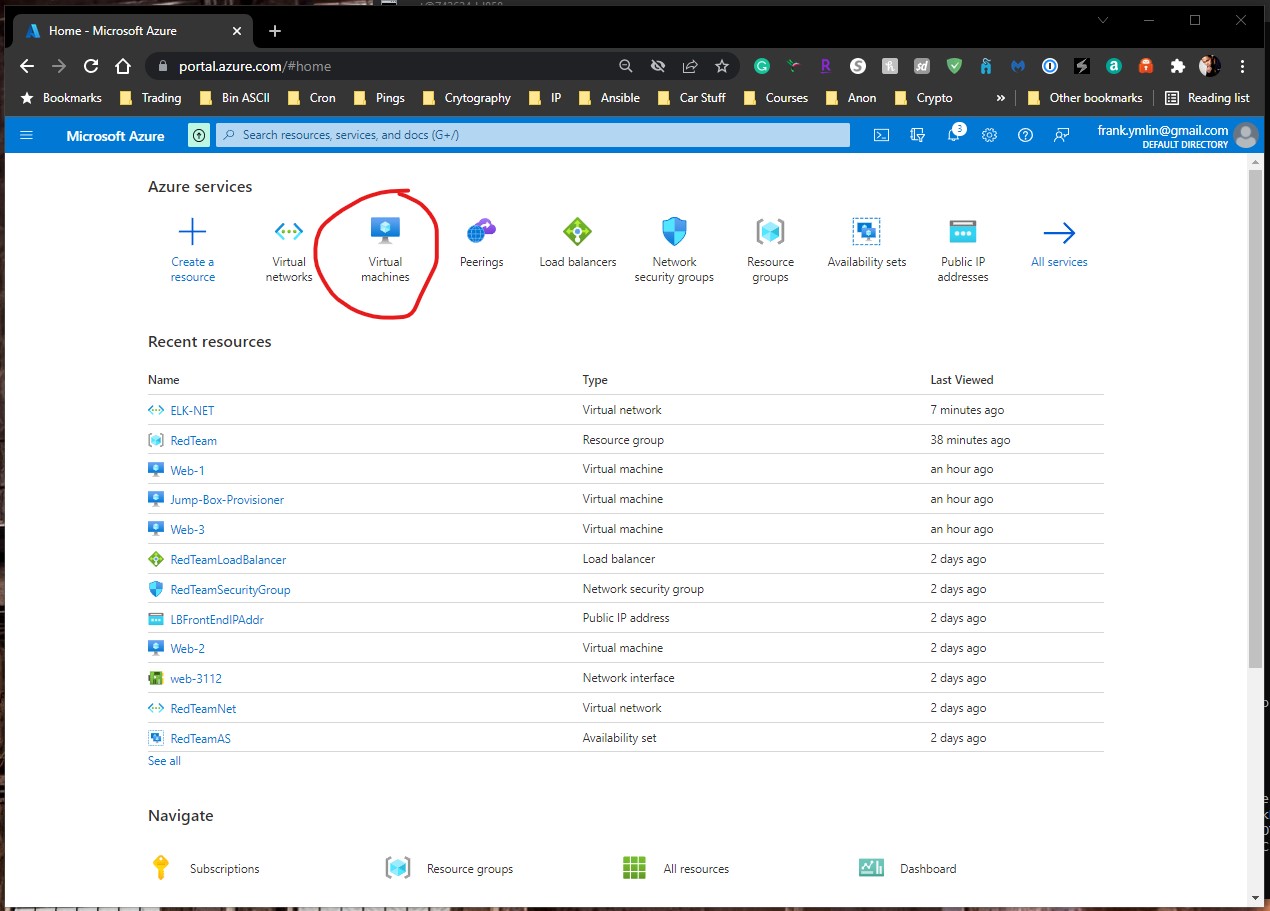 Home - Microsoft Azure
portal.azure.com/#home
Bookmarks Trading Bin ASCII Cron Pings Crytography IP Ansible Car Stuff Courses Anon Crypto » Other bookmarks Reading list
Microsoft Azure Search resources, services, and docs (G+/) 3 frank.ymlin@gmail.com
DEFAULT DIRECTORY
Azure services
Create a resource
Virtual networks
Virtual machines
Peerings
Load balancers
Network security groups
Resource groups
Availability sets
Public IP addresses
All services
Recent resources
Name Type Last Viewed
ELK-NET Virtual network 7 minutes ago
RedTeam Resource group 38 minutes ago
Web-1 Virtual machine an hour ago
Jump-Box-Provisioner Virtual machine an hour ago
Web-3 Virtual machine an hour ago
RedTeamLoadBalancer Load balancer 2 days ago
RedTeamSecurityGroup Network security group 2 days ago
LBFrontEndIPAddr Public IP address 2 days ago
Web-2 Virtual machine 2 days ago
web-3112 Network interface 2 days ago
RedTeamNet Virtual network 2 days ago
RedTeamAS Availability set 2 days ago
See all
Navigate
Subscriptions Resource groups All resources Dashboard